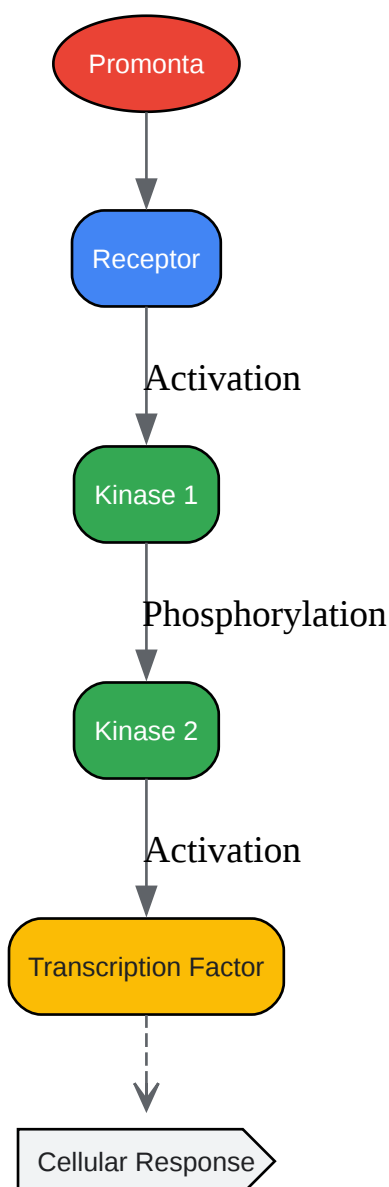 Promonta
Receptor
Activation
Kinase 1
Phosphorylation
Kinase 2
Activation
Transcription Factor
Cellular Response